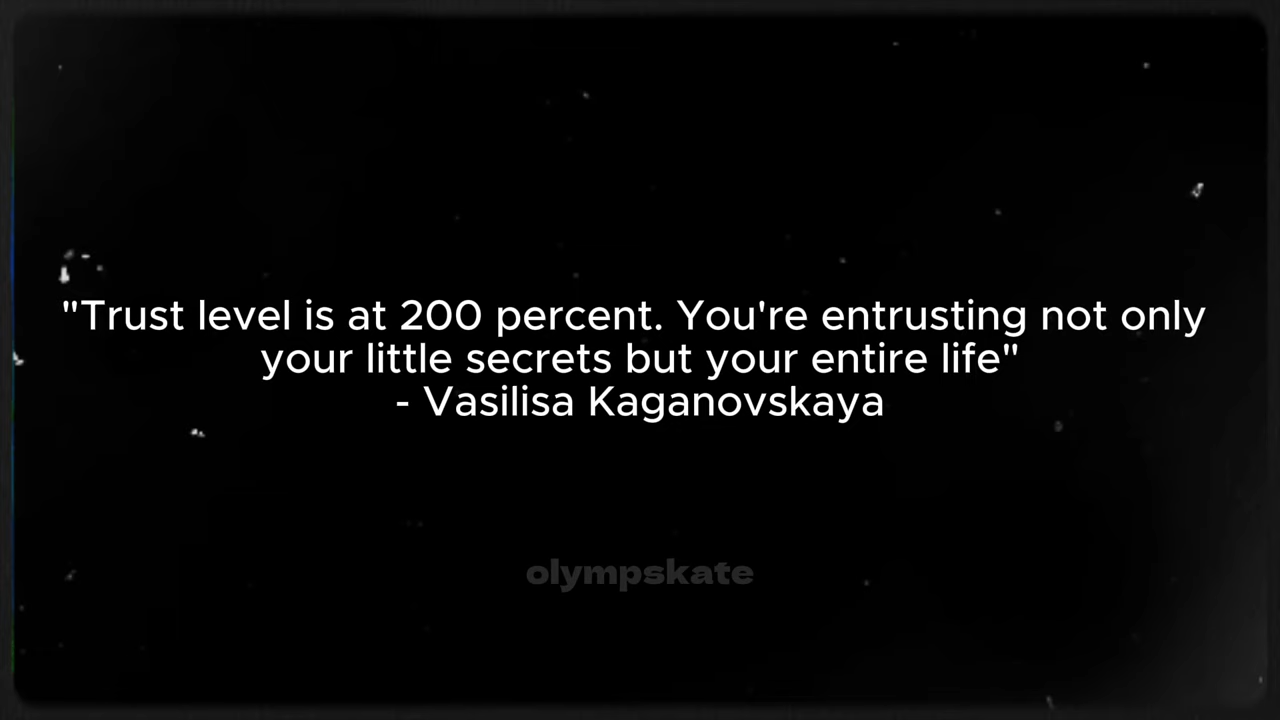 "Trust level is at 200 percent. You're entrusting not only
your little secrets but your entire life"
- Vasilisa Kaganovskaya
olympskate